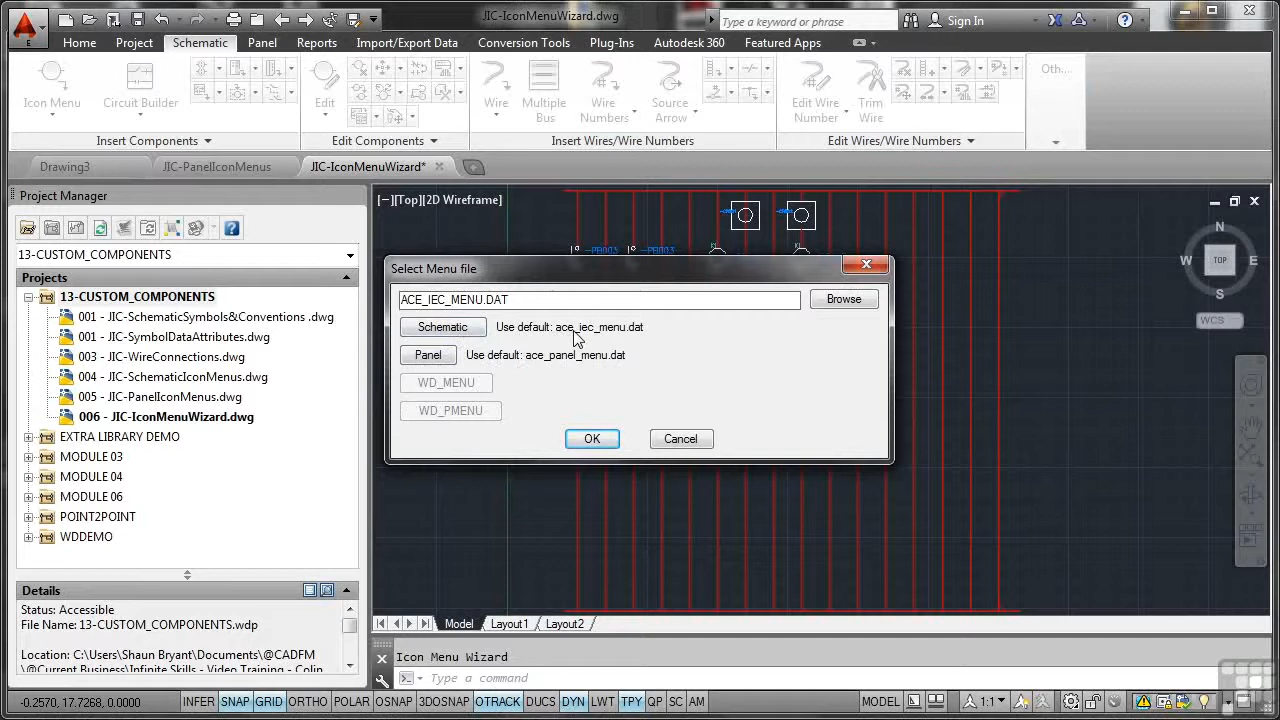 JIC-IconMenuWizard.dwg
Type a keyword or phrase
Sign In
E
Home Project Schematic Panel Reports Import/Export Data Conversion Tools Plug-Ins Autodesk 360 Featured Apps
Icon Menu
Circuit Builder
Edit
Wire
Multiple Bus
Wire Numbers
Source Arrow
Edit Wire Number
Trim Wire
Oth...
Insert Components
Edit Components
Insert Wires/Wire Numbers
Edit Wires/Wire Numbers
Drawing3
JIC-PanelIconMenus
JIC-IconMenuWizard*
Project Manager
13-CUSTOM_COMPONENTS
Projects
13-CUSTOM_COMPONENTS
001 - JIC-SchematicSymbols&Conventions .dwg
001 - JIC-SymbolDataAttributes.dwg
003 - JIC-WireConnections.dwg
004 - JIC-SchematicIconMenus.dwg
005 - JIC-PanelIconMenus.dwg
006 - JIC-IconMenuWizard.dwg
EXTRA LIBRARY DEMO
MODULE 03
MODULE 04
MODULE 06
POINT2POINT
WDDEMO
Details
Status: Accessible
File Name: 13-CUSTOM_COMPONENTS.wdp
Location: C:\Users\Shaun Bryant\Documents\@CADFM
\@Current Business\Infinite Skills - Video Training - Colin
[−][Top][2D Wireframe]
-PB003 -PB003
N
W TOP E
S
WCS
Select Menu file
ACE_IEC_MENU.DAT
Browse
Schematic
Use default: ace_iec_menu.dat
Panel
Use default: ace_panel_menu.dat
WD_MENU
WD_PMENU
OK
Cancel
Model Layout1 Layout2
Icon Menu Wizard
Type a command
-0.2570, 17.7268, 0.0000
INFER SNAP GRID ORTHO POLAR OSNAP 3DOSNAP OTRACK DUCS DYN LWT TPY QP SC AM
MODEL
1:1